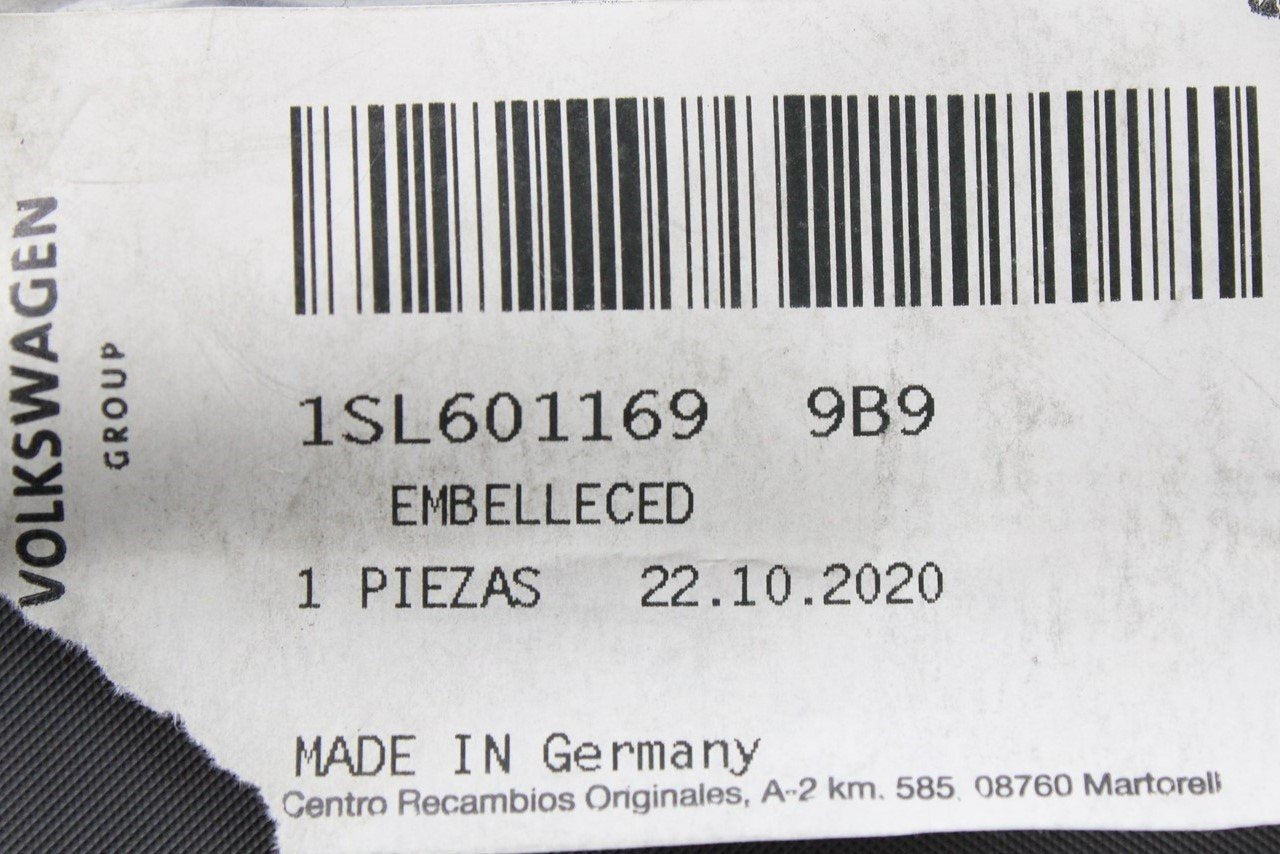 VOLKSWAGEN
GROUP
1SL601169 9B9
EMBELLECED
1 PIEZAS 22.10.2020
MADE IN Germany
Centro Recambios Originales, A-2 km. 585, 08760 Martorell